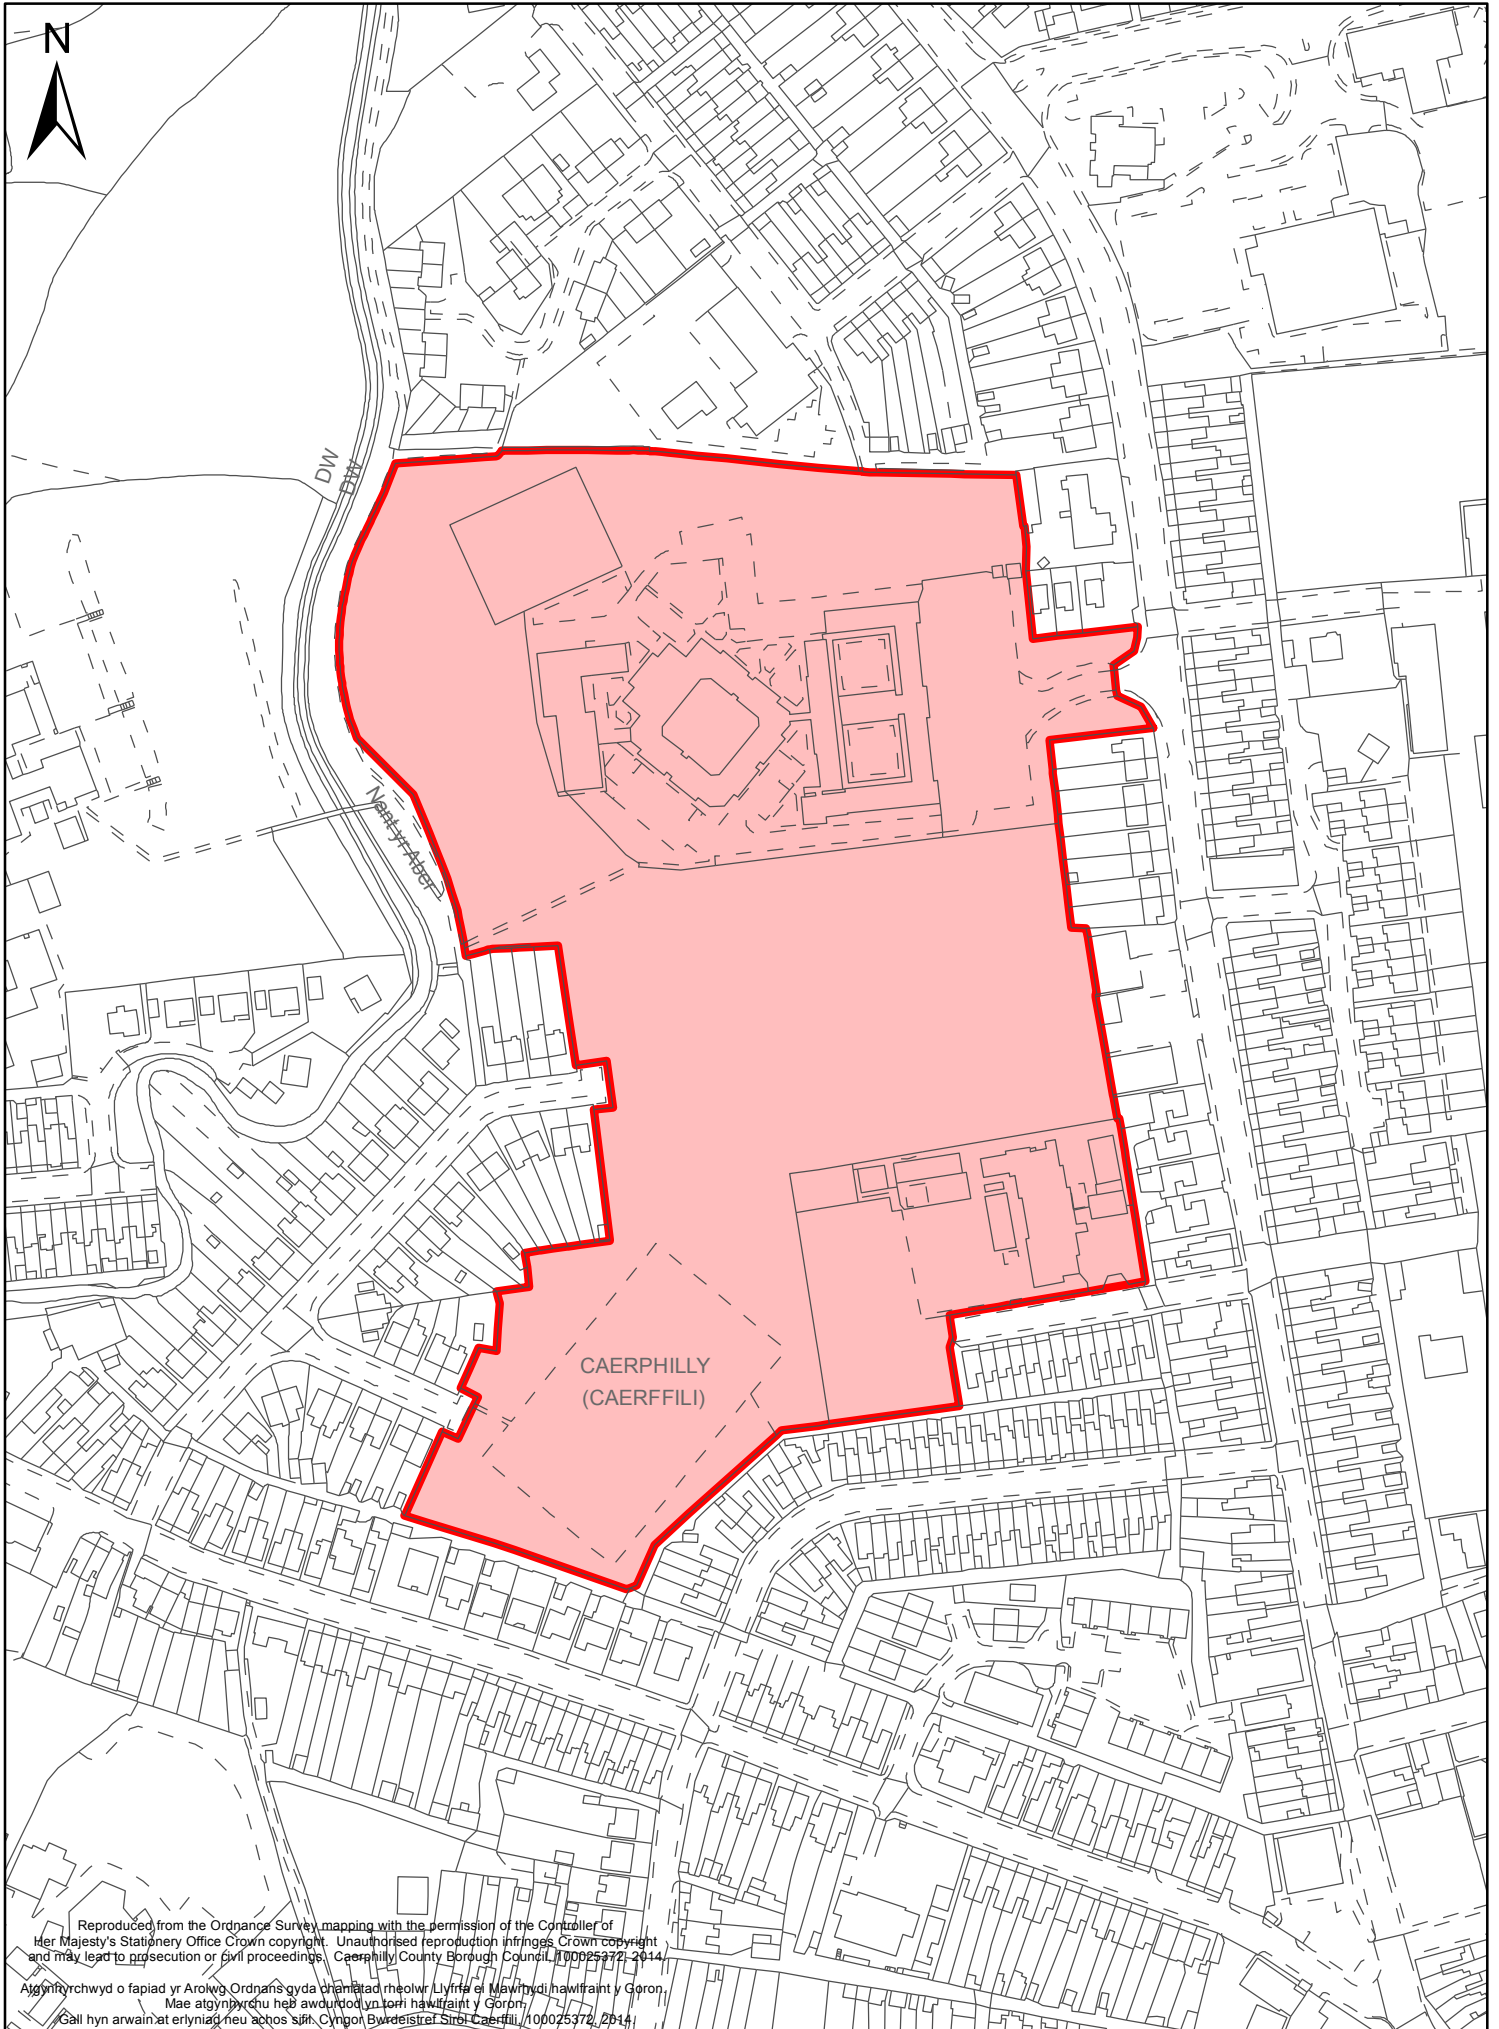 N
DW
DW
Nant yr Aber
CAERPHILLY
(CAERFFILI)
Reproduced from the Ordnance Survey mapping with the permission of the Controller of
Her Majesty's Stationery Office Crown copyright. Unauthorised reproduction infringes Crown copyright
and may lead to prosecution or civil proceedings. Caerphilly County Borough Council, 100025372, 2014.
Atgynhyrchwyd o fapiad yr Arolwg Ordnans gyda chaniatad rheolwr Llyfrfa ei Mawrhydi hawlfraint y Goron.
Mae atgynhyrchu heb awdurdod yn torri hawlfraint y Goron.
Gall hyn arwain at erlyniad neu achos sifil. Cyngor Bwrdeistref Sirol Caerffili, 100025372, 2014.